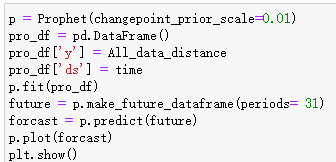 p = Prophet(changepoint_prior_scale=0.01)
pro_df = pd.DataFrame()
pro_df['y'] = All_data_distance
pro_df['ds'] = time
p.fit(pro_df)
future = p.make_future_dataframe(periods= 31)
forcast = p.predict(future)
p.plot(forcast)
plt.show()